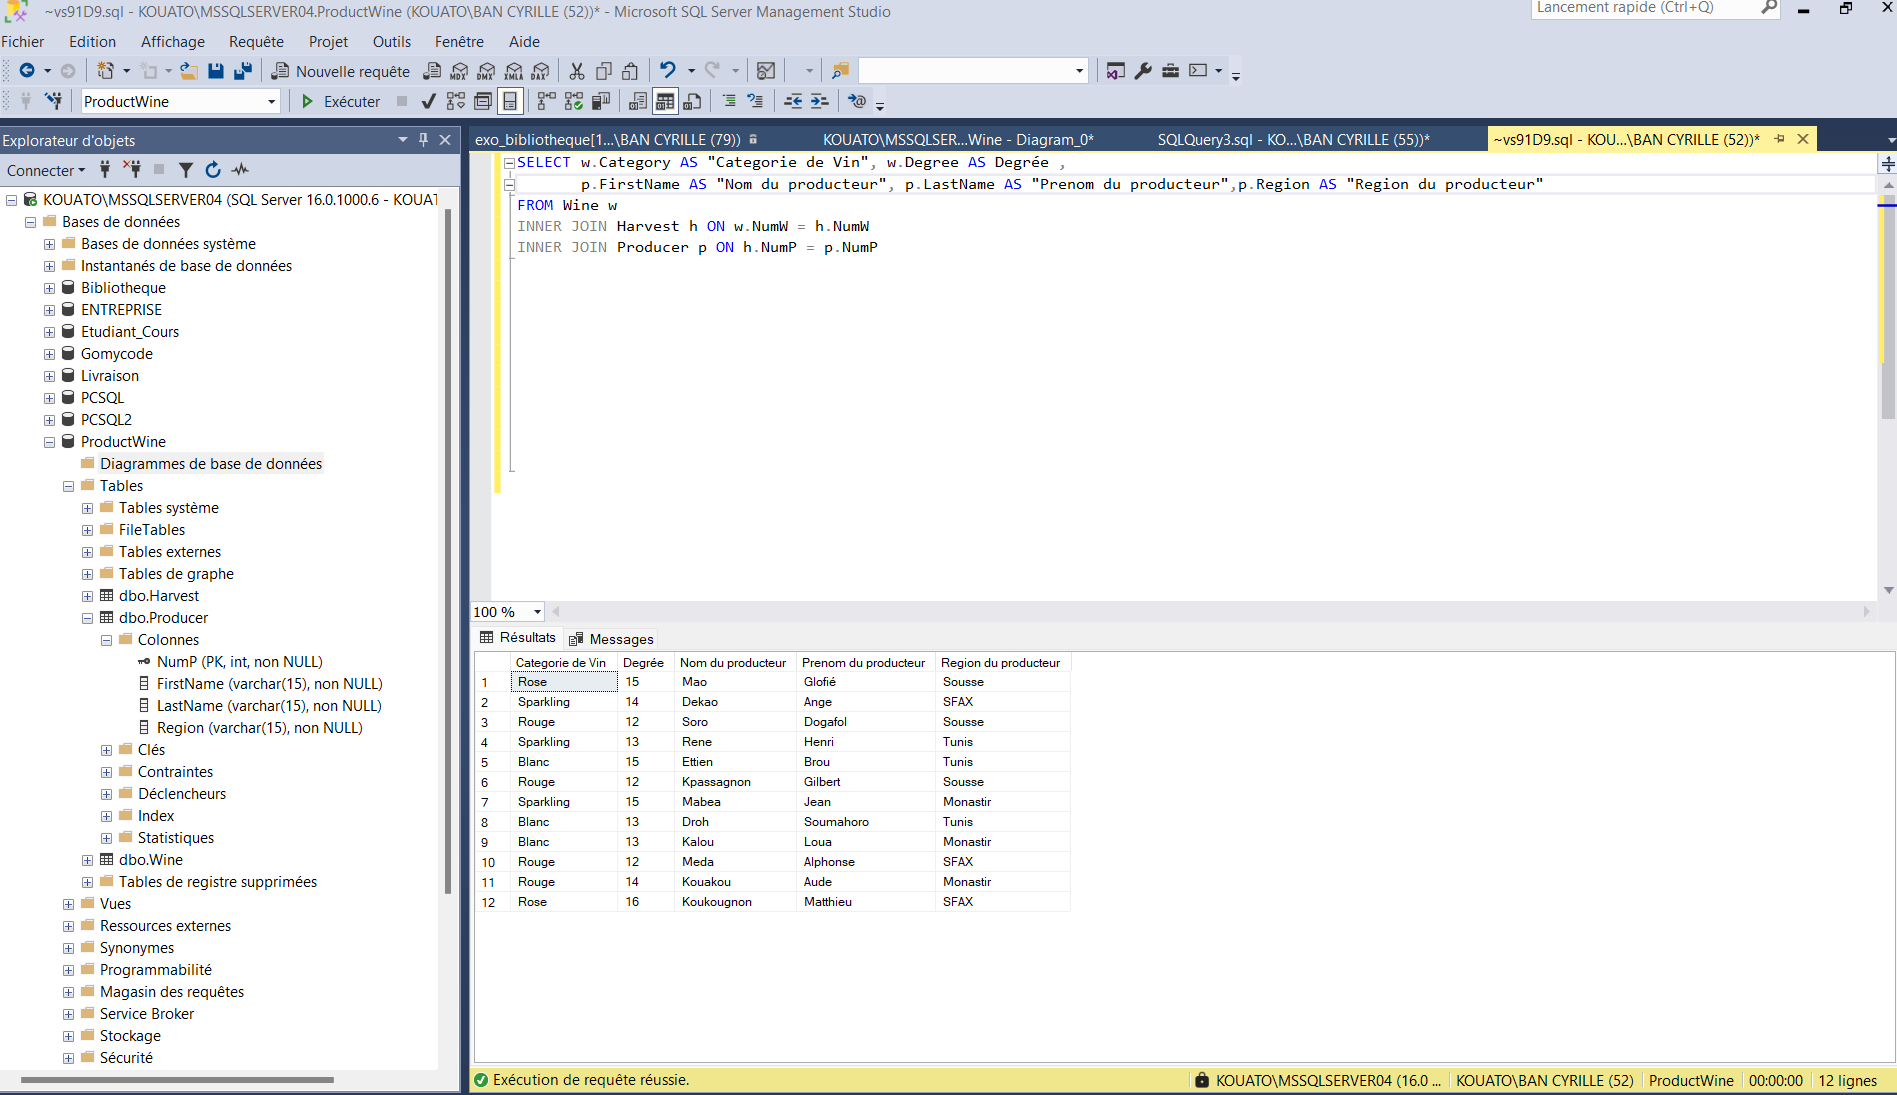 ~vs91D9.sql - KOUATO\MSSQLSERVER04.ProductWine (KOUATO\BAN CYRILLE (52))* - Microsoft SQL Server Management Studio
Lancement rapide (Ctrl+Q)
Fichier Edition Affichage Requête Projet Outils Fenêtre Aide
Nouvelle requête MDX DMX XMLA DAX
ProductWine Exécuter
Explorateur d'objets
Connecter
KOUATO\MSSQLSERVER04 (SQL Server 16.0.1000.6 - KOUAT
Bases de données
Bases de données système
Instantanés de base de données
Bibliotheque
ENTREPRISE
Etudiant_Cours
Gomycode
Livraison
PCSQL
PCSQL2
ProductWine
Diagrammes de base de données
Tables
Tables système
FileTables
Tables externes
Tables de graphe
dbo.Harvest
dbo.Producer
Colonnes
NumP (PK, int, non NULL)
FirstName (varchar(15), non NULL)
LastName (varchar(15), non NULL)
Region (varchar(15), non NULL)
Clés
Contraintes
Déclencheurs
Index
Statistiques
dbo.Wine
Tables de registre supprimées
Vues
Ressources externes
Synonymes
Programmabilité
Magasin des requêtes
Service Broker
Stockage
Sécurité
exo_bibliotheque[1...\BAN CYRILLE (79)) KOUATO\MSSQLSER...Wine - Diagram_0* SQLQuery3.sql - KO...\BAN CYRILLE (55))* ~vs91D9.sql - KOU...\BAN CYRILLE (52))*
SELECT w.Category AS "Categorie de Vin", w.Degree AS Degrée ,
p.FirstName AS "Nom du producteur", p.LastName AS "Prenom du producteur",p.Region AS "Region du producteur"
FROM Wine w
INNER JOIN Harvest h ON w.NumW = h.NumW
INNER JOIN Producer p ON h.NumP = p.NumP
100 %
Résultats Messages
Categorie de Vin Degrée Nom du producteur Prenom du producteur Region du producteur
1 Rose 15 Mao Glofié Sousse
2 Sparkling 14 Dekao Ange SFAX
3 Rouge 12 Soro Dogafol Sousse
4 Sparkling 13 Rene Henri Tunis
5 Blanc 15 Ettien Brou Tunis
6 Rouge 12 Kpassagnon Gilbert Sousse
7 Sparkling 15 Mabea Jean Monastir
8 Blanc 13 Droh Soumahoro Tunis
9 Blanc 13 Kalou Loua Monastir
10 Rouge 12 Meda Alphonse SFAX
11 Rouge 14 Kouakou Aude Monastir
12 Rose 16 Koukougnon Matthieu SFAX
Exécution de requête réussie. KOUATO\MSSQLSERVER04 (16.0 ... KOUATO\BAN CYRILLE (52) ProductWine 00:00:00 12 lignes